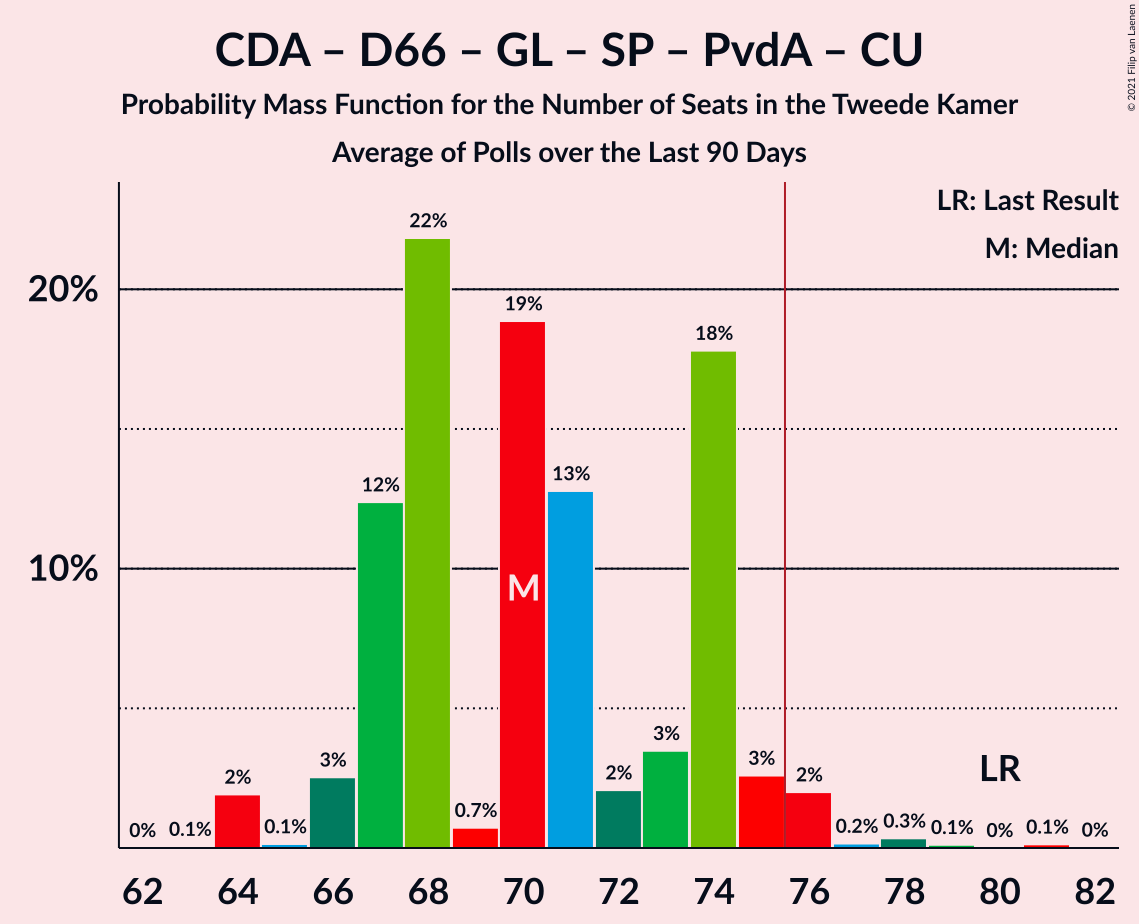 CDA – D66 – GL – SP – PvdA – CU
Probability Mass Function for the Number of Seats in the Tweede Kamer
Average of Polls over the Last 90 Days
© 2021 Filip van Laenen
LR: Last Result
M: Median
20%
10%
0%
0.1%
2%
0.1%
3%
12%
22%
0.7%
19%
13%
2%
3%
18%
3%
2%
0.2%
0.3%
0.1%
0%
0.1%
0%
M
LR
62 64 66 68 70 72 74 76 78 80 82